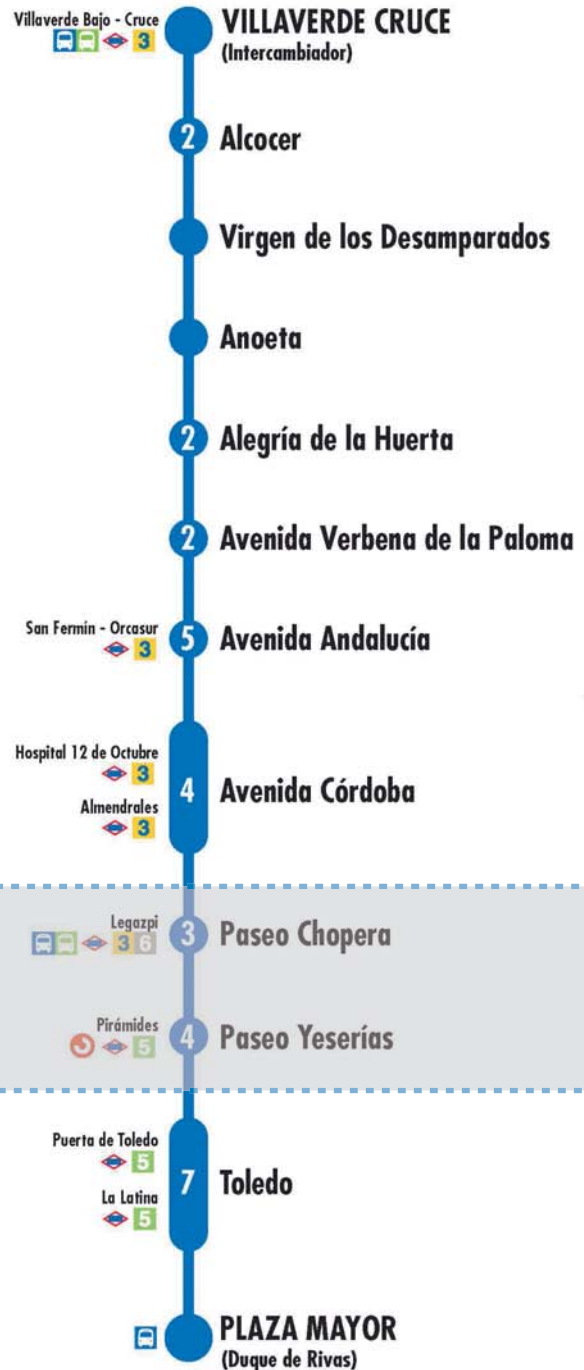 Villaverde Bajo - Cruce
3
VILLAVERDE CRUCE
(Intercambiador)
2
Alcocer
Virgen de los Desamparados
Anoeta
2
Alegría de la Huerta
2
Avenida Verbena de la Paloma
San Fermín - Orcasur
3
5
Avenida Andalucía
Hospital 12 de Octubre
3
Almendrales
3
4
Avenida Córdoba
Legazpi
3 6
3
Paseo Chopera
Pirámides
5
4
Paseo Yeserías
Puerta de Toledo
5
La Latina
5
7
Toledo
PLAZA MAYOR
(Duque de Rivas)